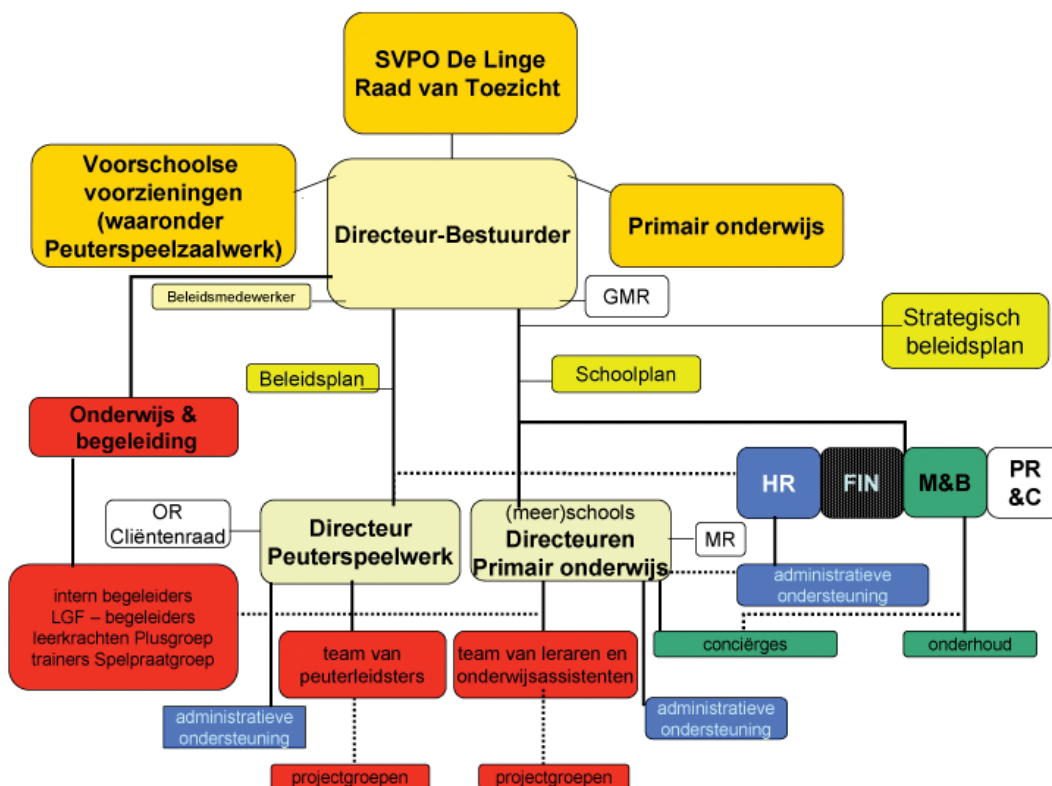 SVPO De Linge
Raad van Toezicht
Voorschoolse
voorzieningen
(waaronder
Peuterspeelzaalwerk)
Directeur-Bestuurder
Primair onderwijs
Beleidsmedewerker
GMR
Strategisch
beleidsplan
Beleidsplan
Schoolplan
Onderwijs &
begeleiding
HR
FIN
M&B
PR
&C
OR
Cliëntenraad
Directeur
Peuterspeelwerk
(meer)schools
Directeuren
Primair onderwijs
MR
administratieve
ondersteuning
intern begeleiders
LGF – begeleiders
leerkrachten Plusgroep
trainers Spelpraatgroep
team van
peuterleidsters
team van leraren en
onderwijsassistenten
conciërges
onderhoud
administratieve
ondersteuning
administratieve
ondersteuning
projectgroepen
projectgroepen